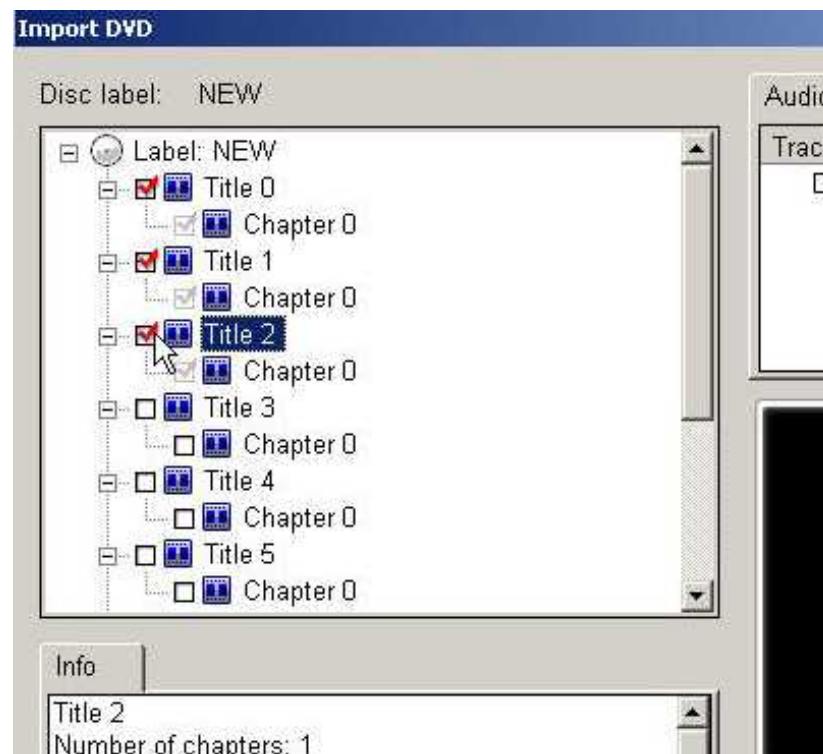 Import DVD
Disc label: NEW
Label: NEW
Title 0
Chapter 0
Title 1
Chapter 0
Title 2
Chapter 0
Title 3
Chapter 0
Title 4
Chapter 0
Title 5
Chapter 0
Info
Title 2
Number of chapters: 1